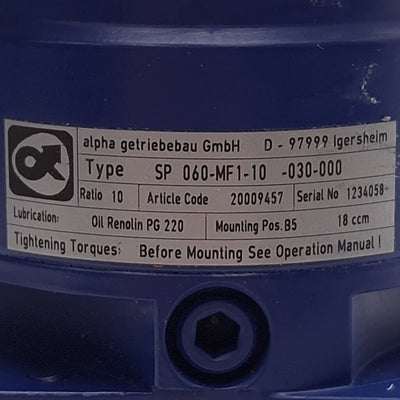 alpha getriebebau GmbH D - 97999 Igersheim
Type SP 060-MF1-10 -030-000
Ratio 10 Article Code 20009457 Serial No 1234058-
Lubrication: Oil Renolin PG 220 Mounting Pos. B5 18 ccm
Tightening Torques: Before Mounting See Operation Manual !